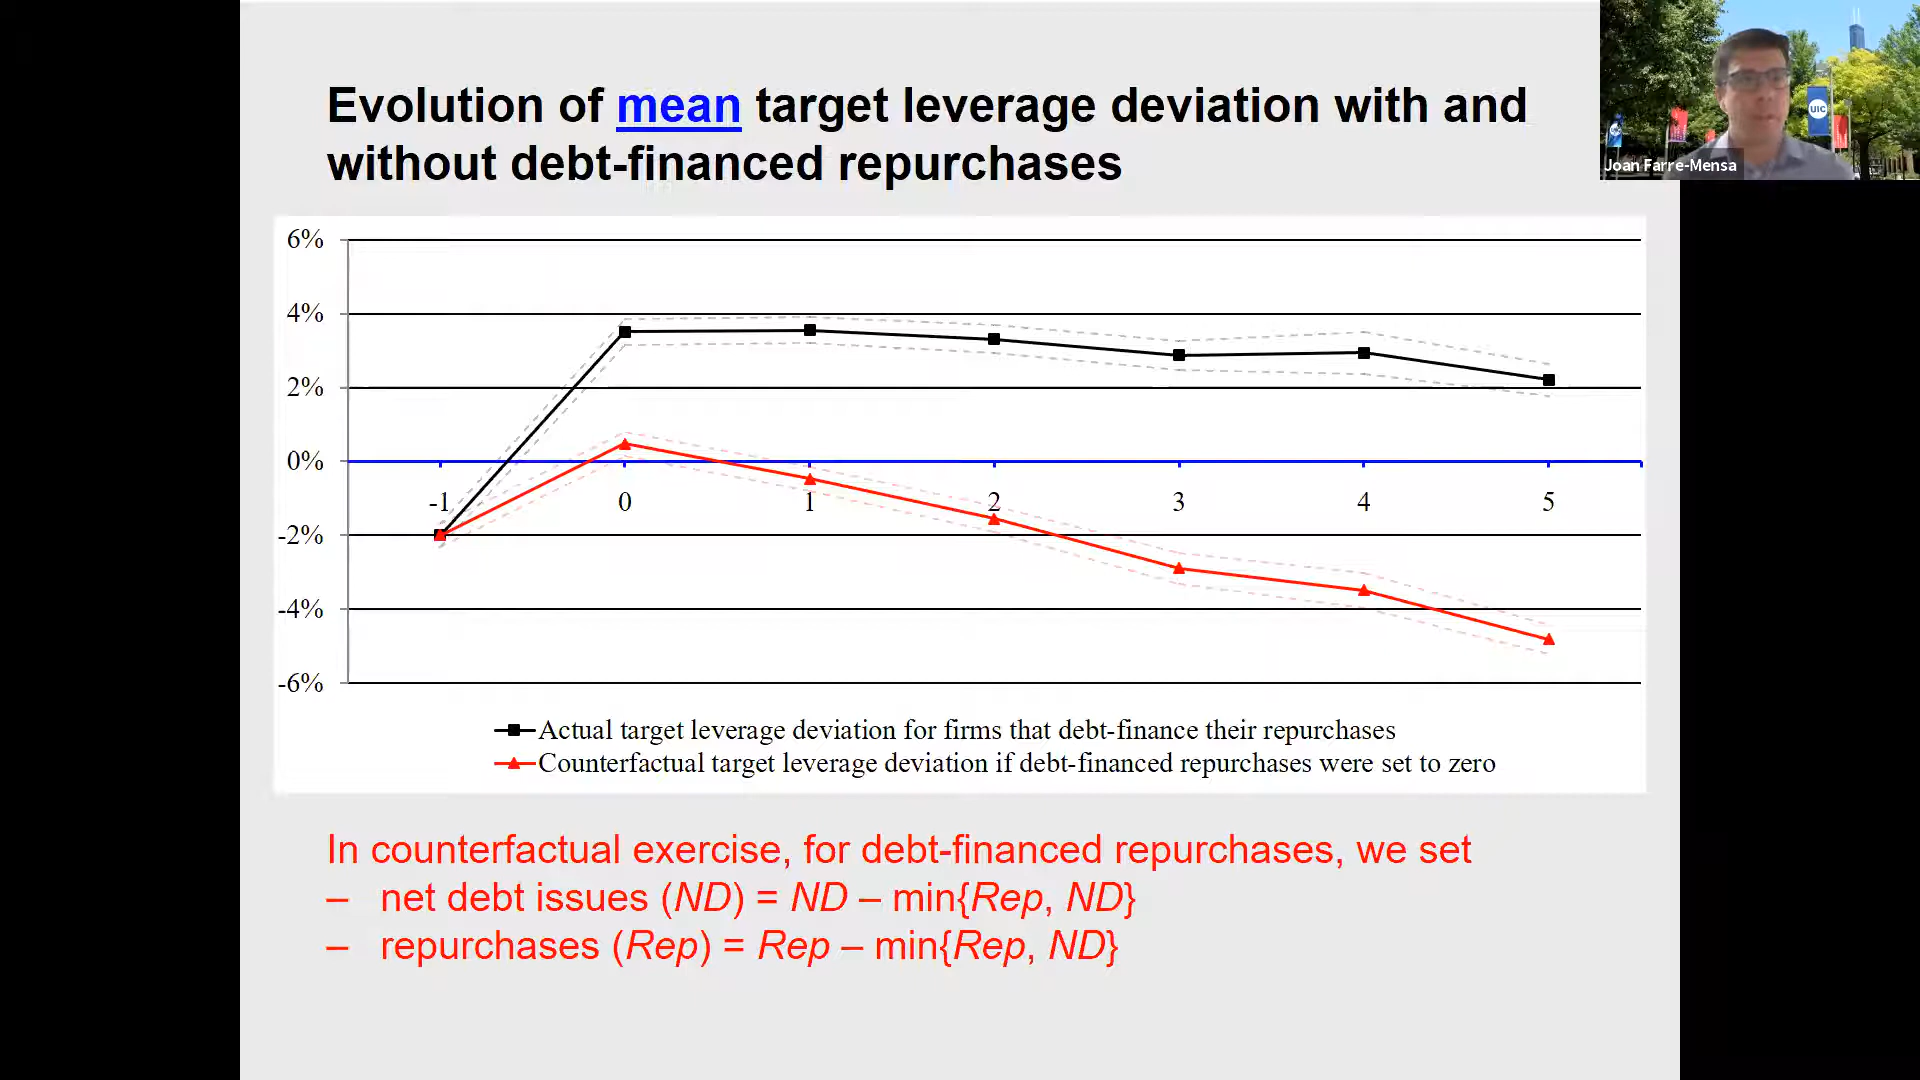 Evolution of mean target leverage deviation with and
without debt-financed repurchases
UIC
Joan Farre-Mensa
6%
4%
2%
0%
-2%
-4%
-6%
-1 0 1 2 3 4 5
Actual target leverage deviation for firms that debt-finance their repurchases
Counterfactual target leverage deviation if debt-financed repurchases were set to zero
In counterfactual exercise, for debt-financed repurchases, we set
– net debt issues (ND) = ND – min{Rep, ND}
– repurchases (Rep) = Rep – min{Rep, ND}